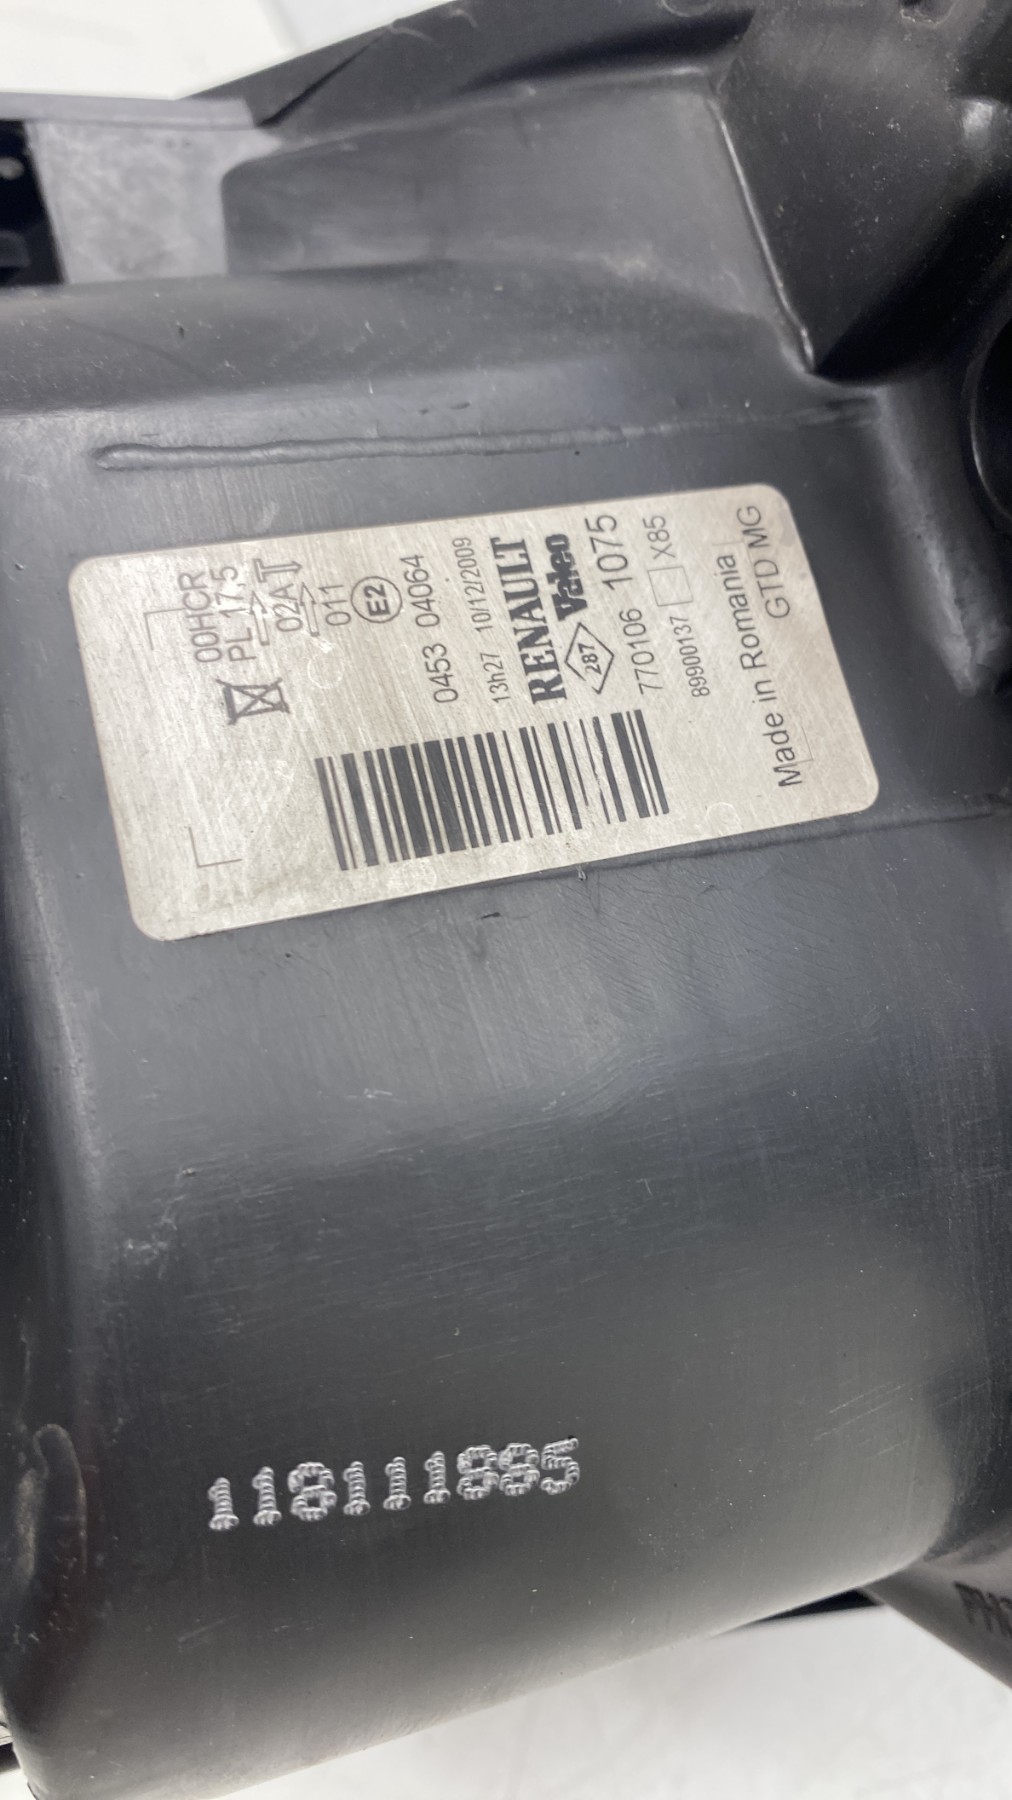 00HCR
PL 17,5
02A
011
E2
0453 04064
13h27 10/12/2009
RENAULT
287 Valeo
770106 1075
89900137 X85
Made in Romania
GTD MG